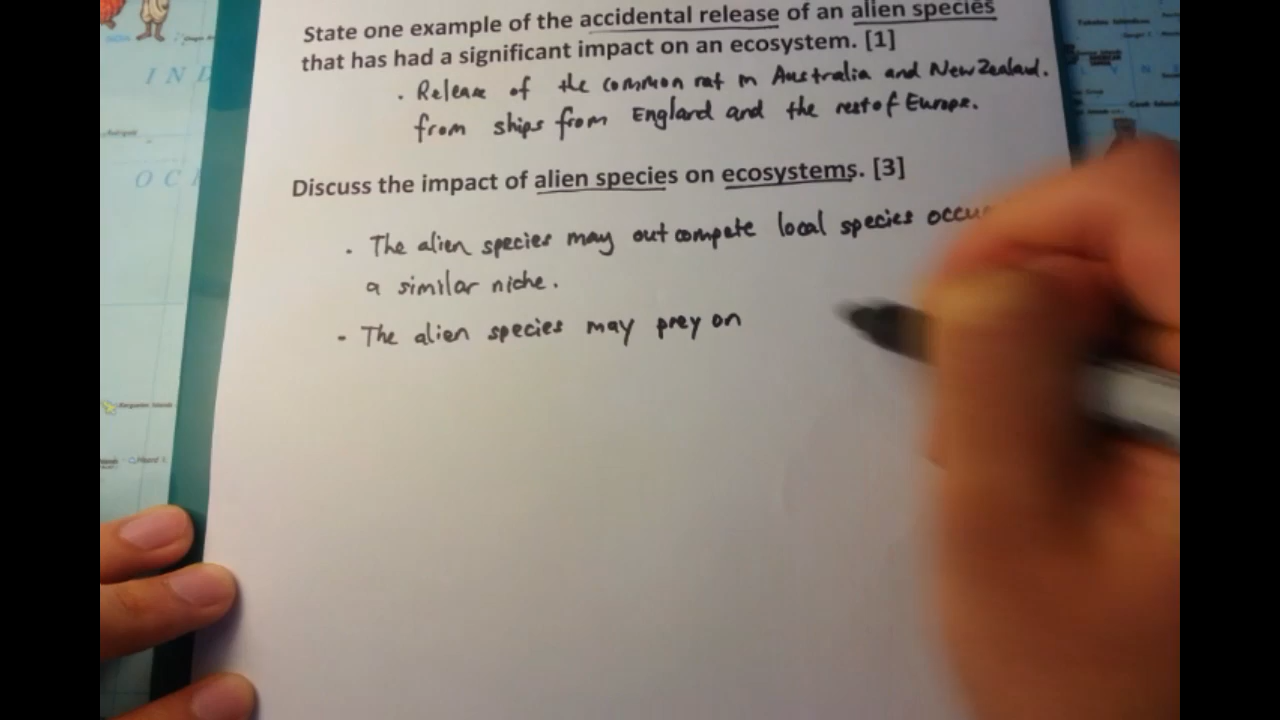 State one example of the accidental release of an alien species
that has had a significant impact on an ecosystem. [1]
. Release of the common rat in Australia and New Zealand.
from ships from England and the rest of Europe.
Discuss the impact of alien species on ecosystems. [3]
. The alien species may outcompete local species
a similar niche.
- The alien species may prey on
I N D
O C